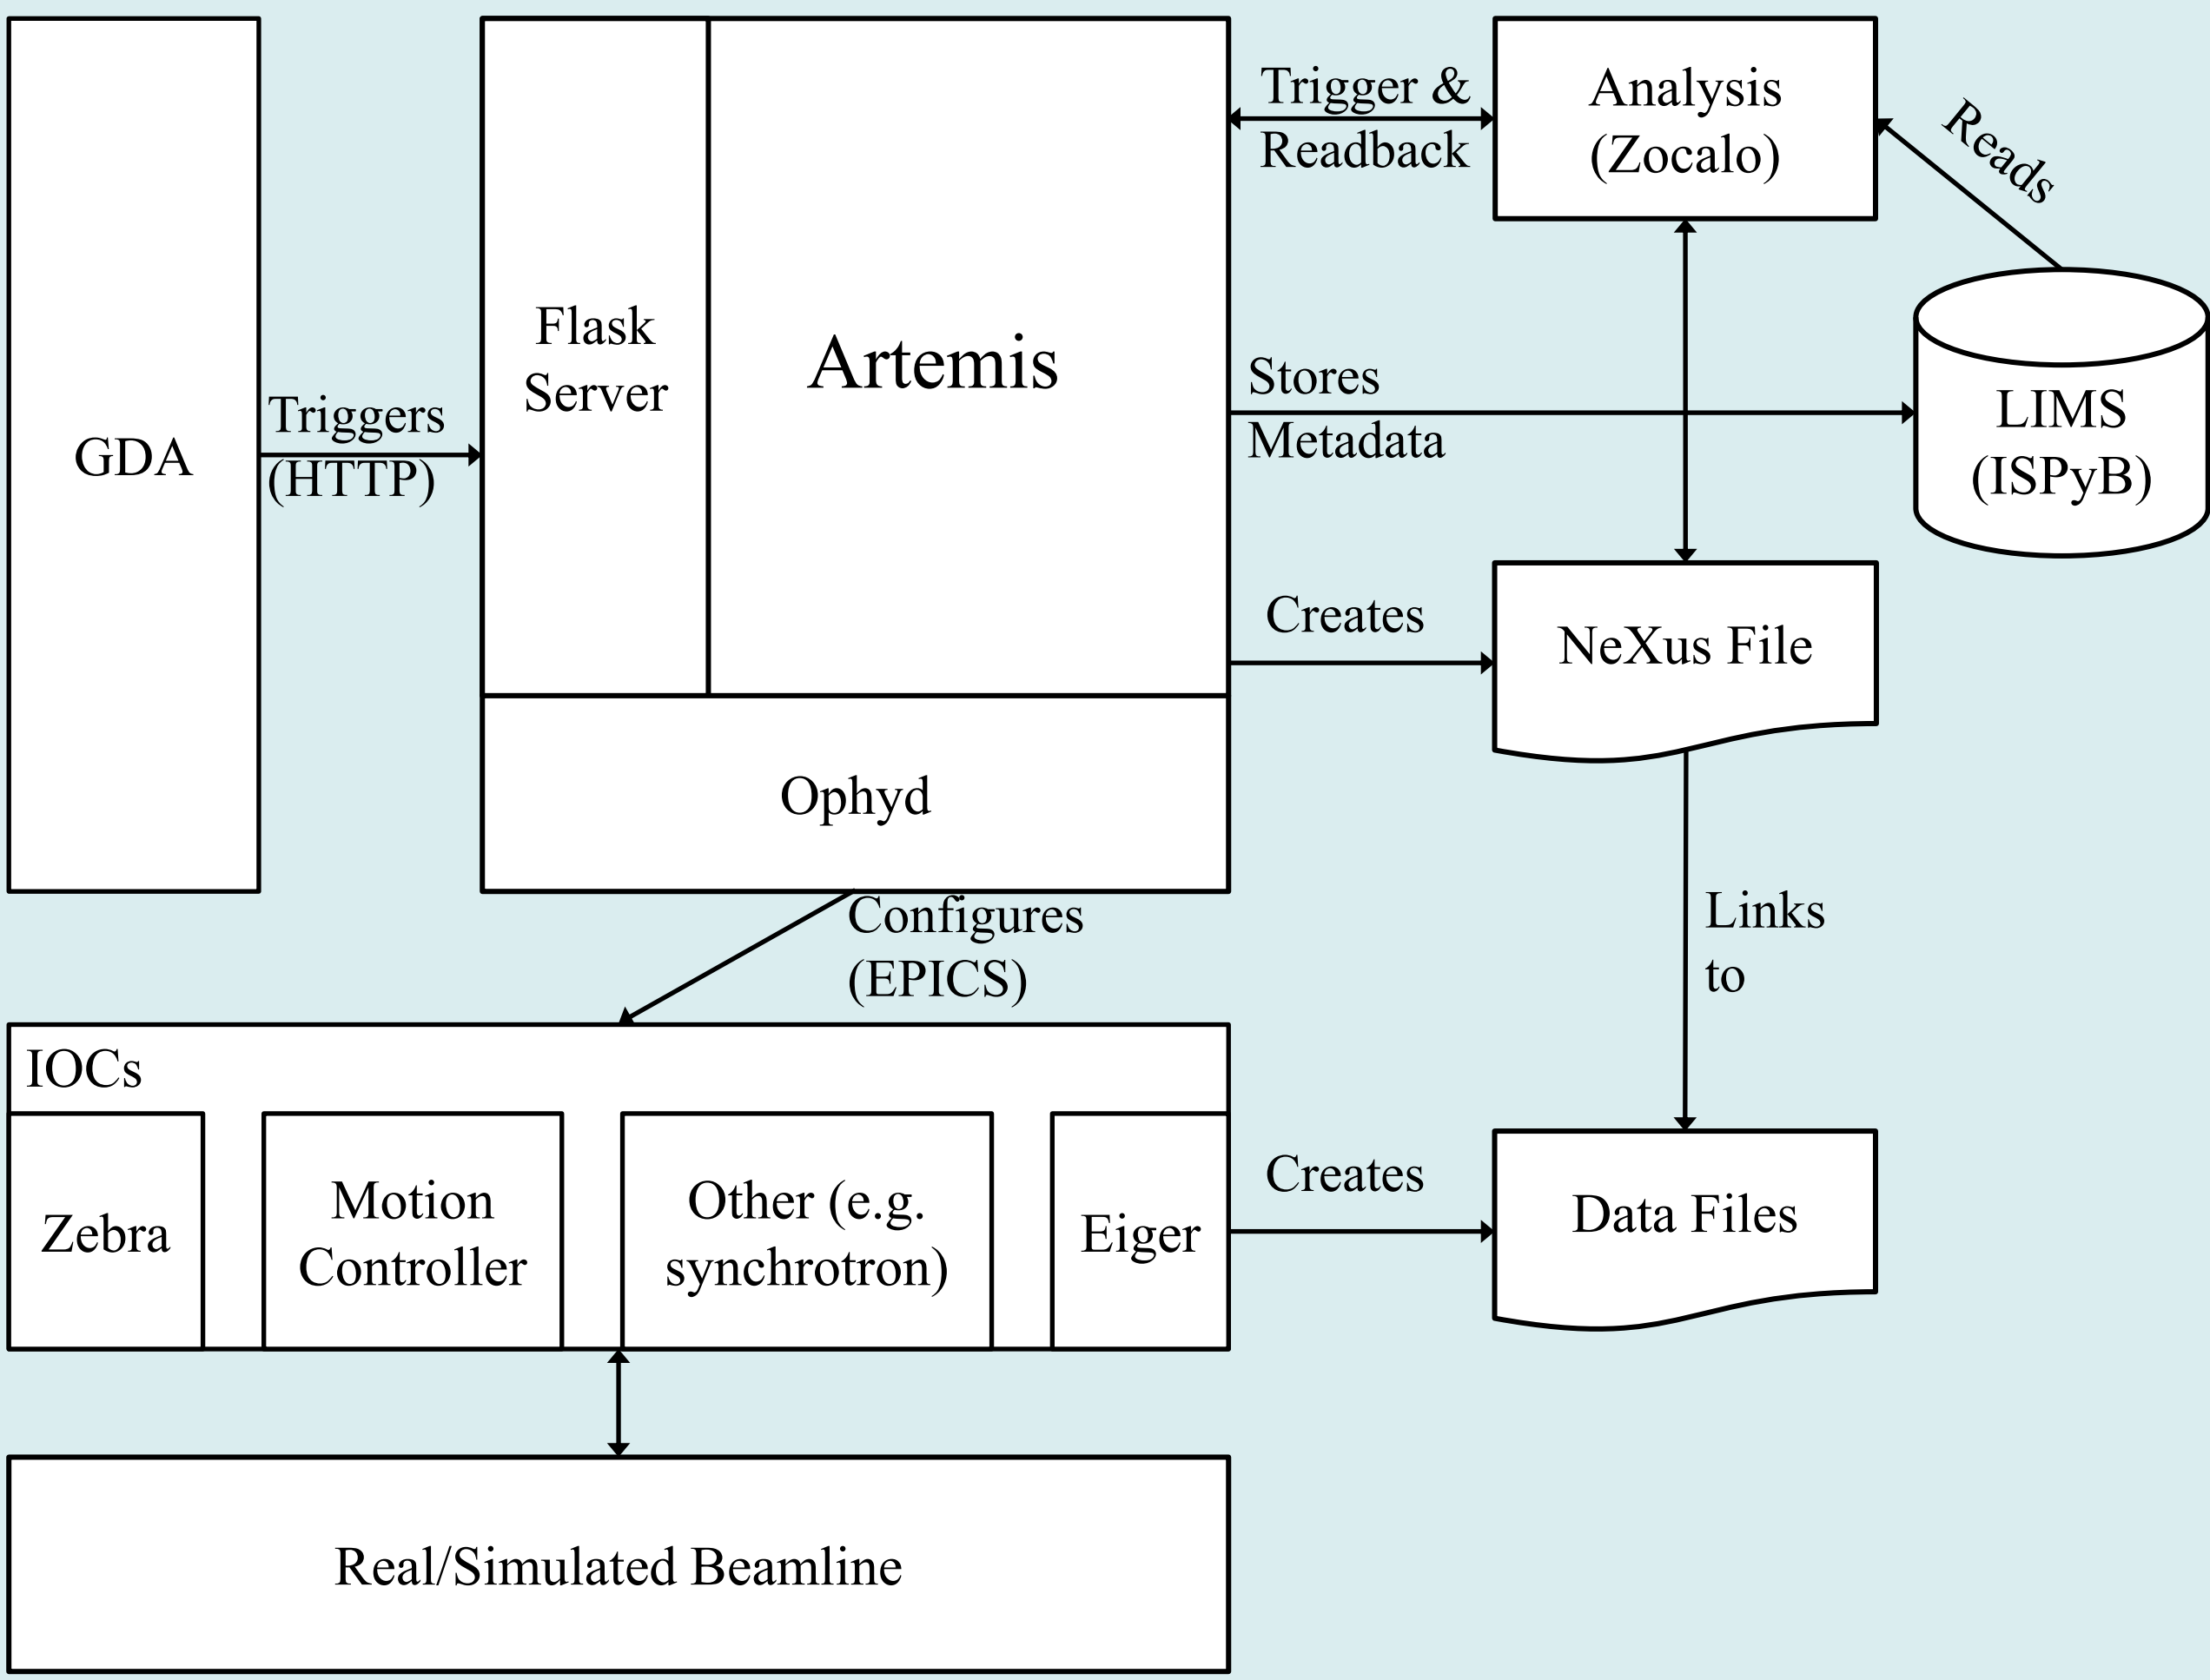 GDA
Triggers
(HTTP)
Flask
Server
Artemis
Ophyd
Trigger &
Readback
Analysis
(Zocalo)
Reads
Stores
Metadata
LIMS
(ISPyB)
Creates
NeXus File
Links
to
Configures
(EPICS)
IOCs
Zebra
Motion
Controller
Other (e.g.
synchrotron)
Eiger
Creates
Data Files
Real/Simulated Beamline